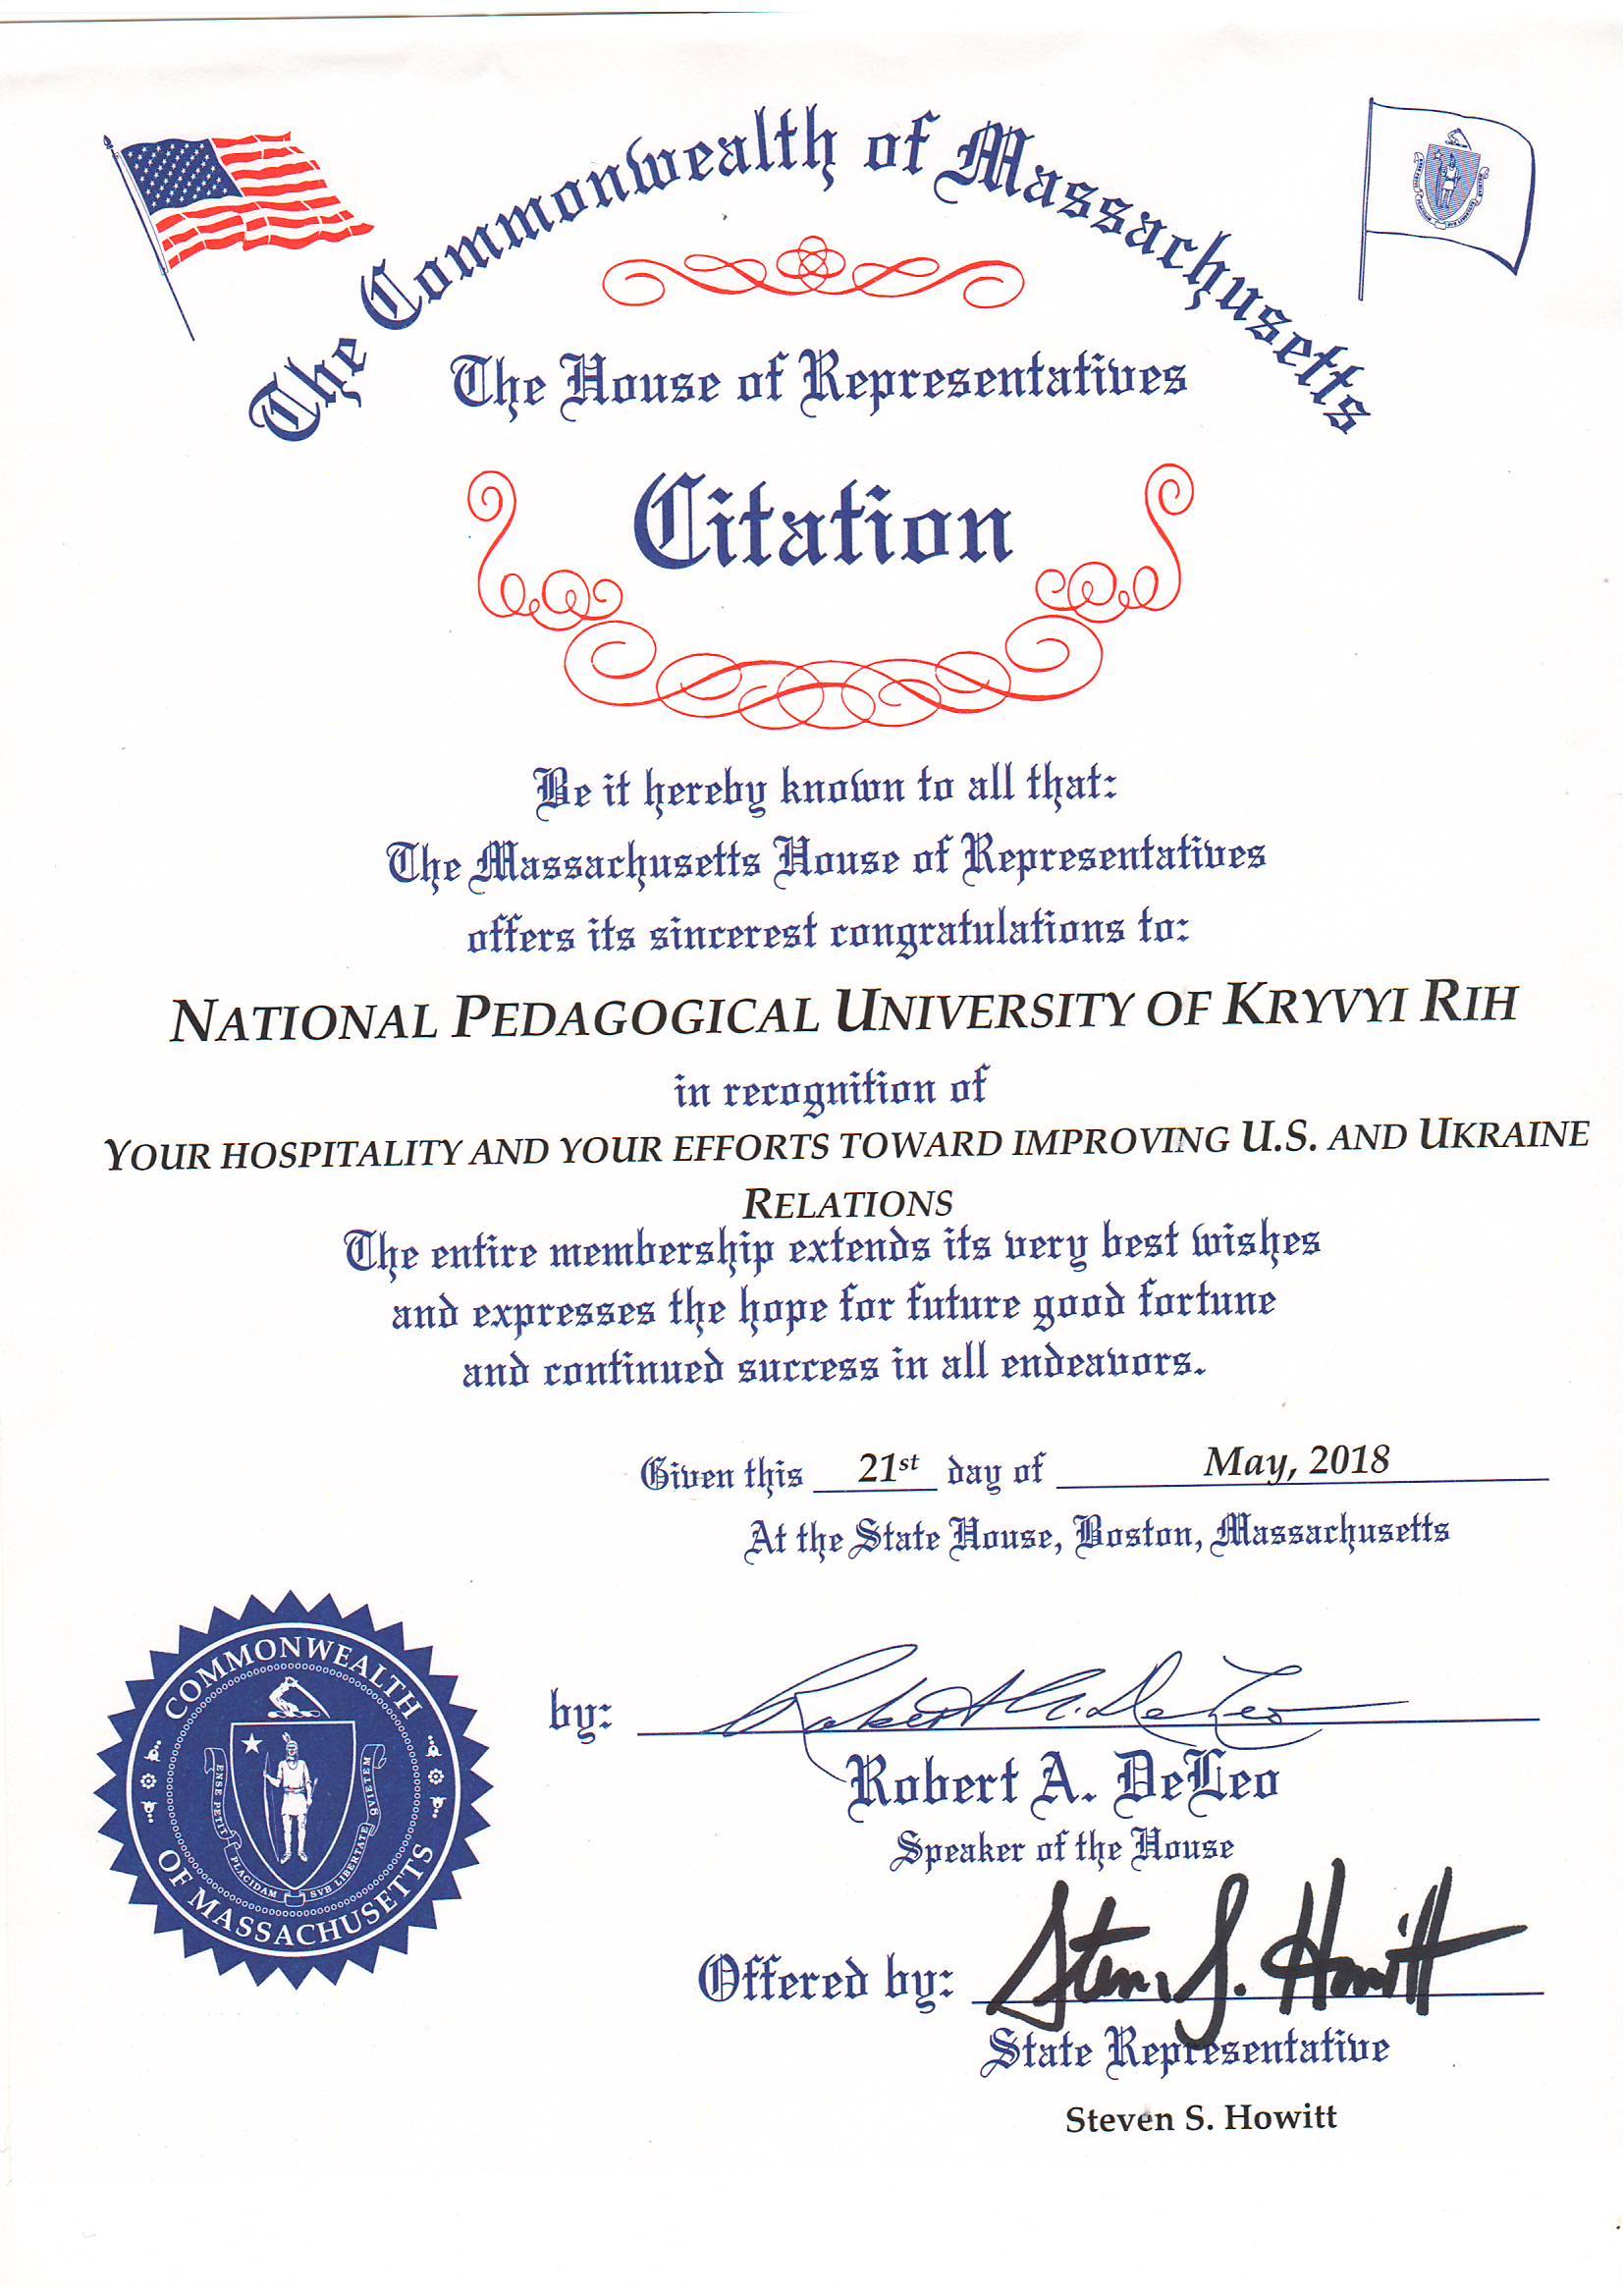 The Commonwealth of Massachusetts
The House of Representatives
Citation
Be it hereby known to all that:
The Massachusetts House of Representatives
offers its sincerest congratulations to:
NATIONAL PEDAGOGICAL UNIVERSITY OF KRYVYI RIH
in recognition of
YOUR HOSPITALITY AND YOUR EFFORTS TOWARD IMPROVING U.S. AND UKRAINE
RELATIONS
The entire membership extends its very best wishes
and expresses the hope for future good fortune
and continued success in all endeavors.
Given this 21st day of May, 2018
At the State House, Boston, Massachusetts
COMMONWEALTH
OF MASSACHUSETTS
ENSE PETIT PLACIDAM SVB LIBERTATE QVIETEM
by: Robert A. DeLeo
Robert A. DeLeo
Speaker of the House
Offered by: Steven S. Howitt
State Representative
Steven S. Howitt